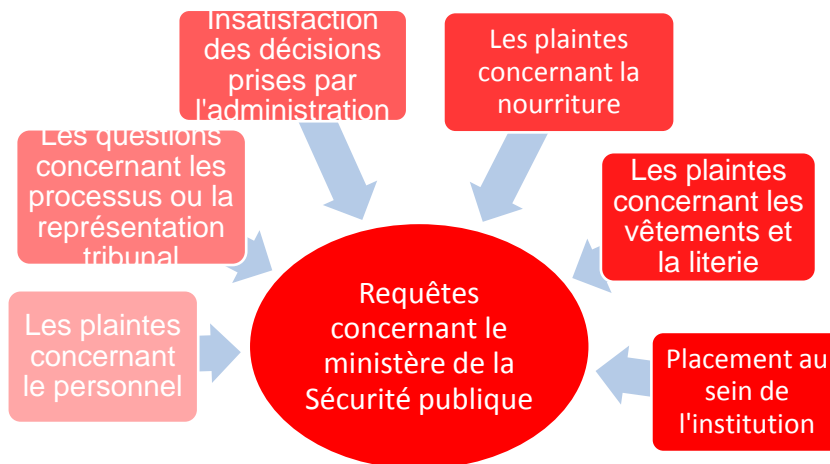 Insatisfaction
des décisions
prises par
l'administration
Les plaintes
concernant la
nourriture
Les questions
concernant les
processus ou la
représentation
tribunal
Les plaintes
concernant les
vêtements et
la literie
Les plaintes
concernant
le personnel
Requêtes
concernant le
ministère de la
Sécurité publique
Placement au
sein de
l'institution